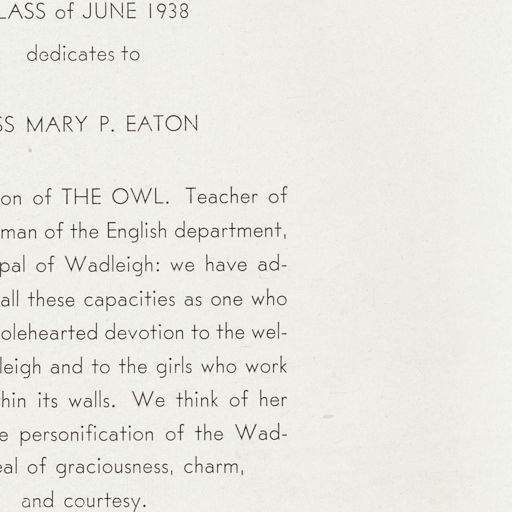 LASS of JUNE 1938
dedicates to
SS MARY P. EATON
on of THE OWL. Teacher of
man of the English department,
pal of Wadleigh: we have ad-
all these capacities as one who
olehearted devotion to the wel-
leigh and to the girls who work
hin its walls. We think of her
e personification of the Wad-
eal of graciousness, charm,
and courtesy.